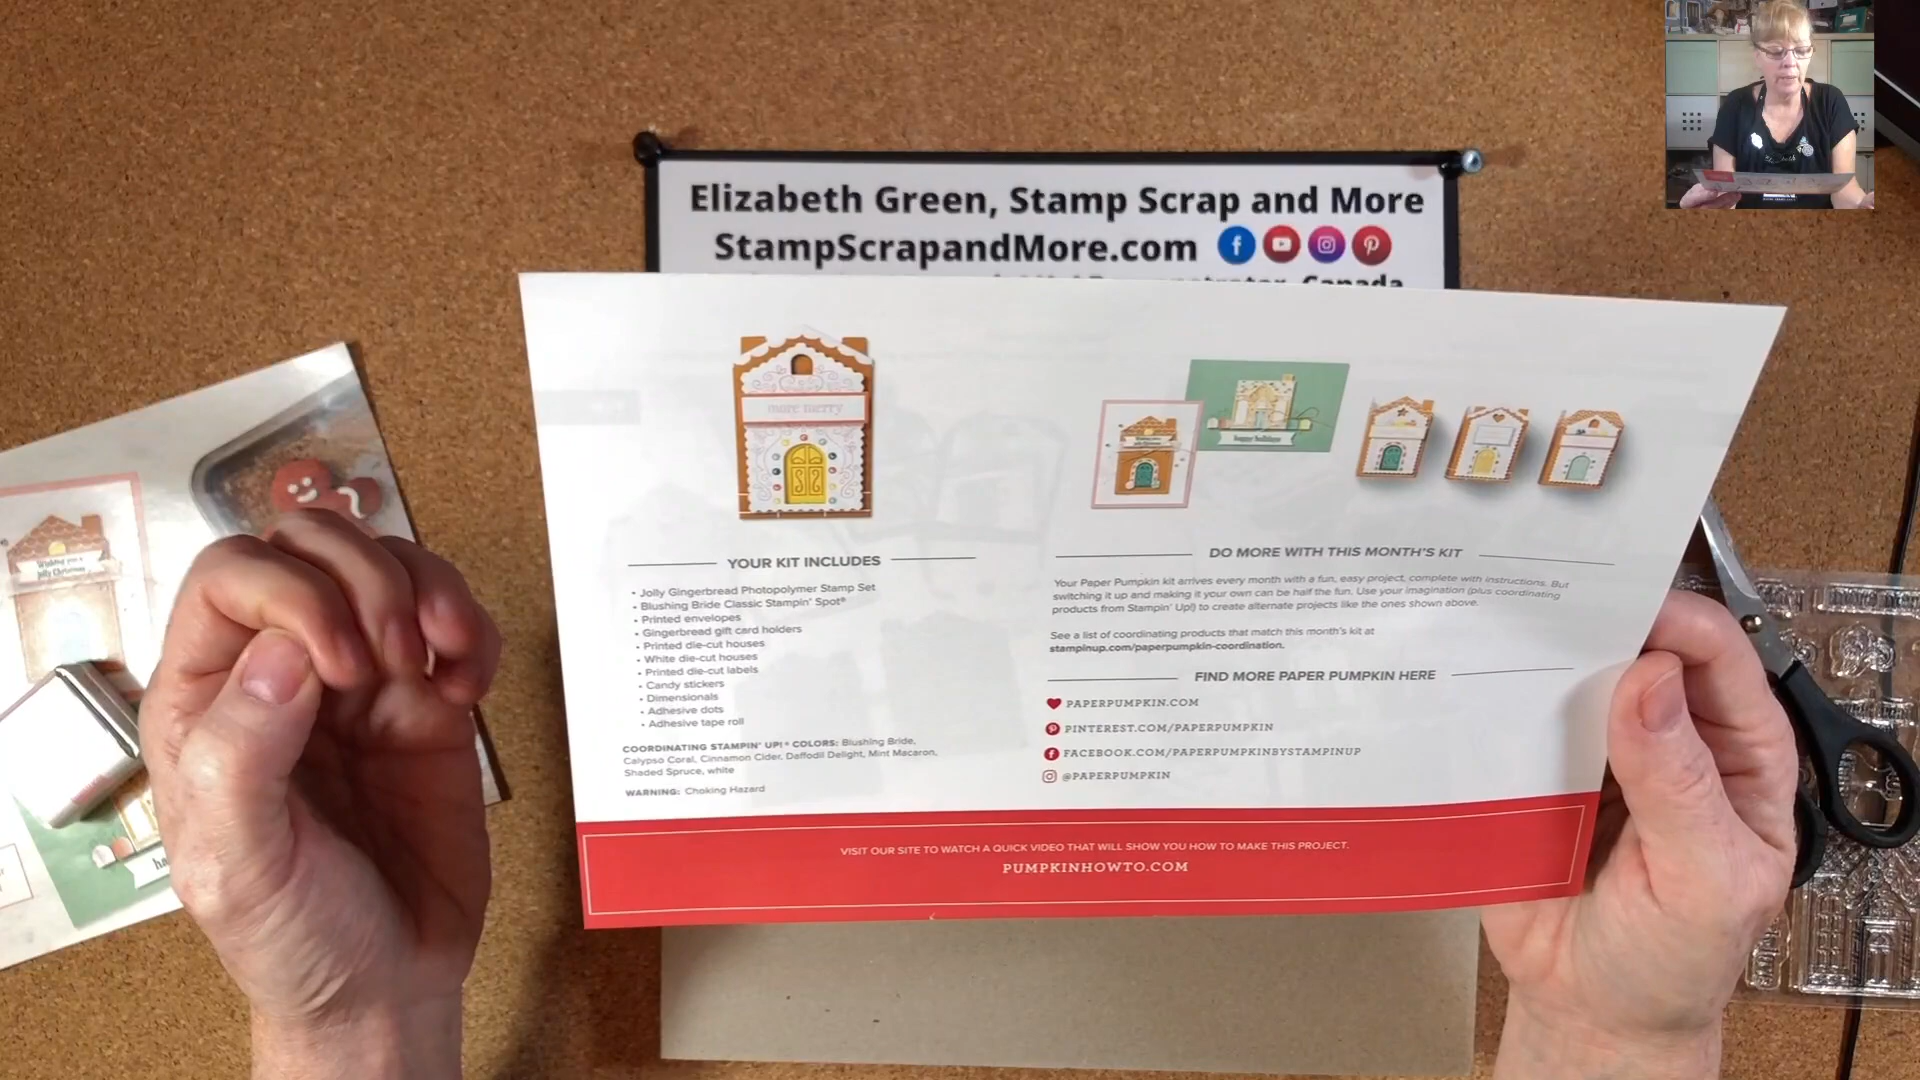 Elizabeth Green, Stamp Scrap and More
StampScrapandMore.com
Canada
more merry
happy holidays
Wishing you a
jolly Christmas
YOUR KIT INCLUDES
• Jolly Gingerbread Photopolymer Stamp Set
• Blushing Bride Classic Stampin' Spot®
• Printed envelopes
• Gingerbread gift card holders
• Printed die-cut houses
• White die-cut houses
• Printed die-cut labels
• Candy stickers
• Dimensionals
• Adhesive dots
• Adhesive tape roll
COORDINATING STAMPIN' UP!® COLORS: Blushing Bride,
Calypso Coral, Cinnamon Cider, Daffodil Delight, Mint Macaron,
Shaded Spruce, white
WARNING: Choking Hazard
DO MORE WITH THIS MONTH'S KIT
Your Paper Pumpkin kit arrives every month with a fun, easy project, complete with instructions. But
switching it up and making it your own can be half the fun. Use your imagination (plus coordinating
products from Stampin' Up!) to create alternate projects like the ones shown above.
See a list of coordinating products that match this month's kit at
stampinup.com/paperpumpkin-coordination.
FIND MORE PAPER PUMPKIN HERE
PAPERPUMPKIN.COM
PINTEREST.COM/PAPERPUMPKIN
FACEBOOK.COM/PAPERPUMPKINBYSTAMPINUP
@PAPERPUMPKIN
VISIT OUR SITE TO WATCH A QUICK VIDEO THAT WILL SHOW YOU HOW TO MAKE THIS PROJECT.
PUMPKINHOWTO.COM